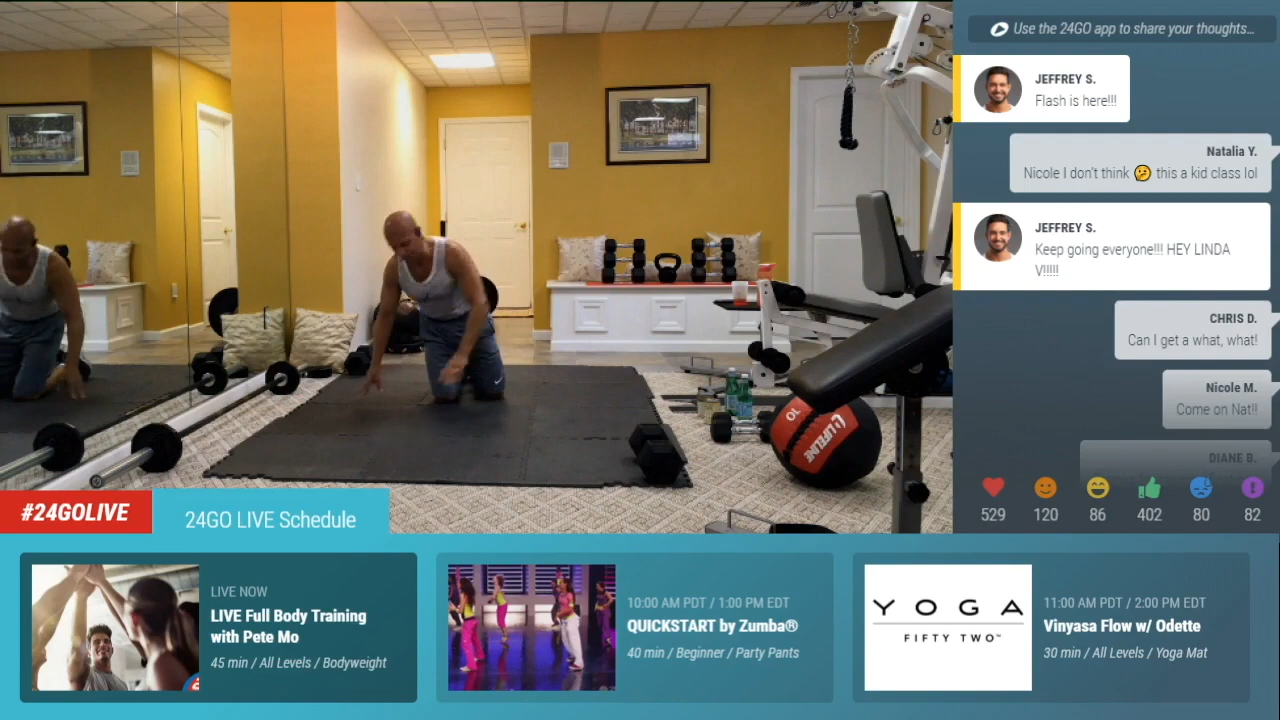 Use the 24GO app to share your thoughts...
JEFFREY S.
Flash is here!!!
Natalia Y.
Nicole I don't think 🤔 this a kid class lol
JEFFREY S.
Keep going everyone!!! HEY LINDA
V!!!!!
CHRIS D.
Can I get a what, what!
Nicole M.
Come on Nat!!
DIANE B.
529
120
86
402
80
82
LIFELINE
10
#24GOLIVE
24GO LIVE Schedule
LIVE NOW
LIVE Full Body Training
with Pete Mo
45 min / All Levels / Bodyweight
10:00 AM PDT / 1:00 PM EDT
QUICKSTART by Zumba®
40 min / Beginner / Party Pants
YOGA
FIFTY TWO™
11:00 AM PDT / 2:00 PM EDT
Vinyasa Flow w/ Odette
30 min / All Levels / Yoga Mat